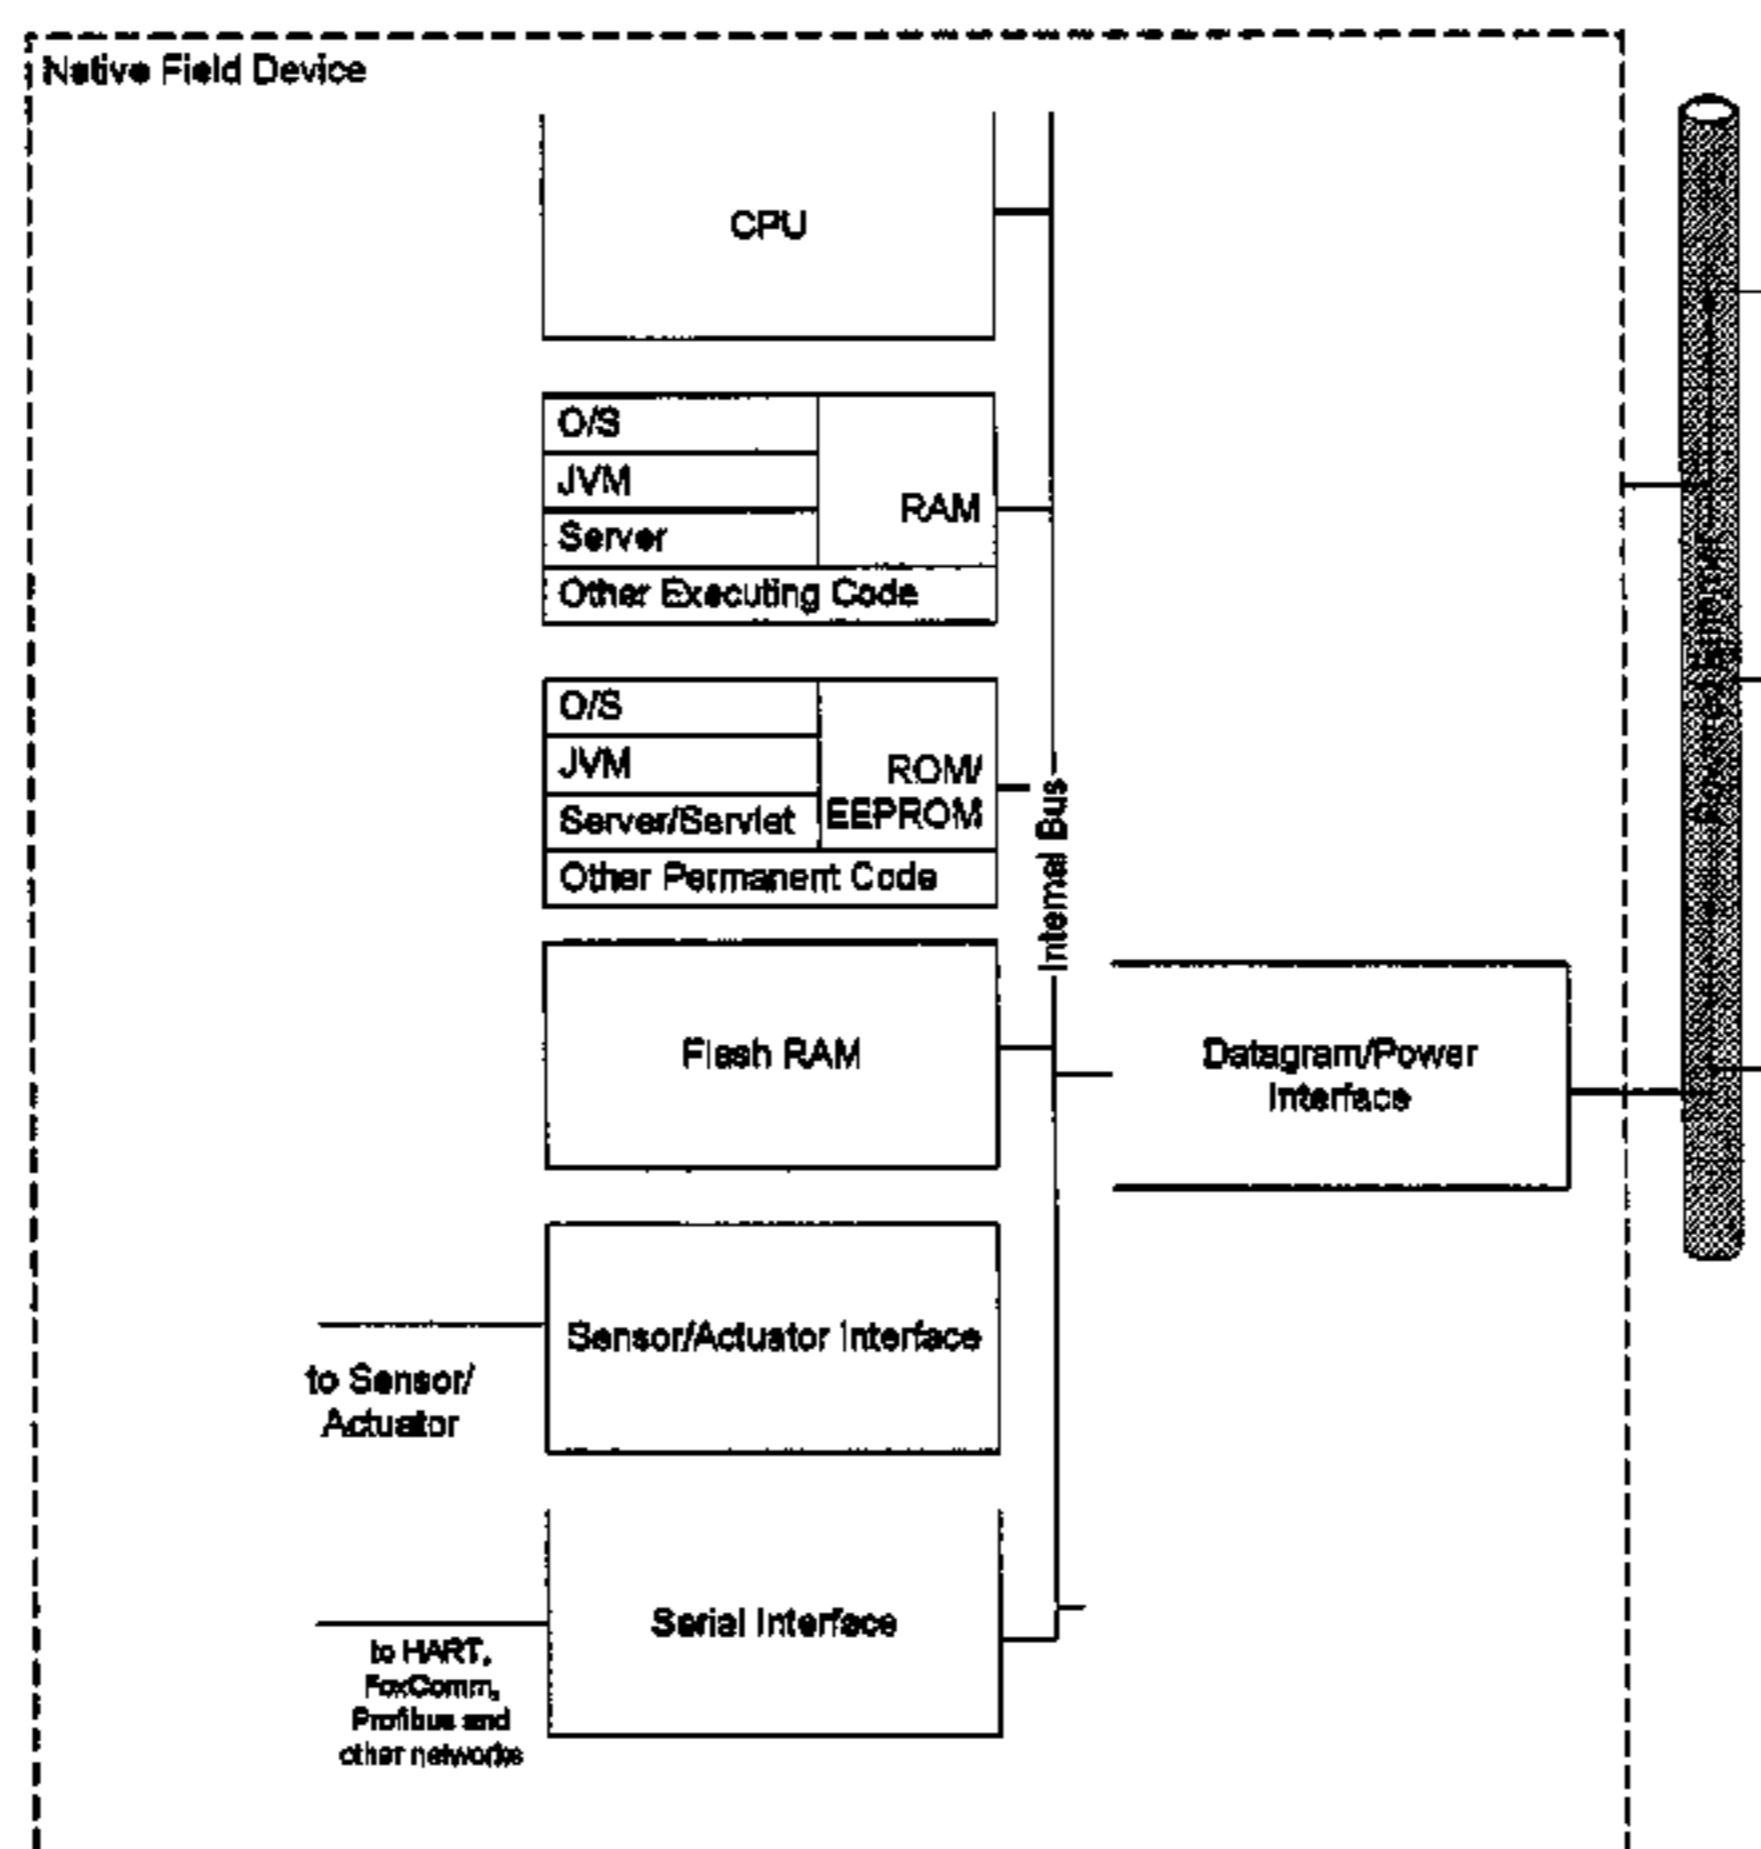 Native Field Device
CPU
O/S
JVM
Server
RAM
Other Executing Code
O/S
JVM
Server/Servlet
ROM/
EEPROM
Other Permanent Code
Internal Bus
Flash RAM
Datagram/Power
Interface
Sensor/Actuator Interface
to Sensor/
Actuator
Serial Interface
to HART,
FoxComm,
Profibus and
other networks